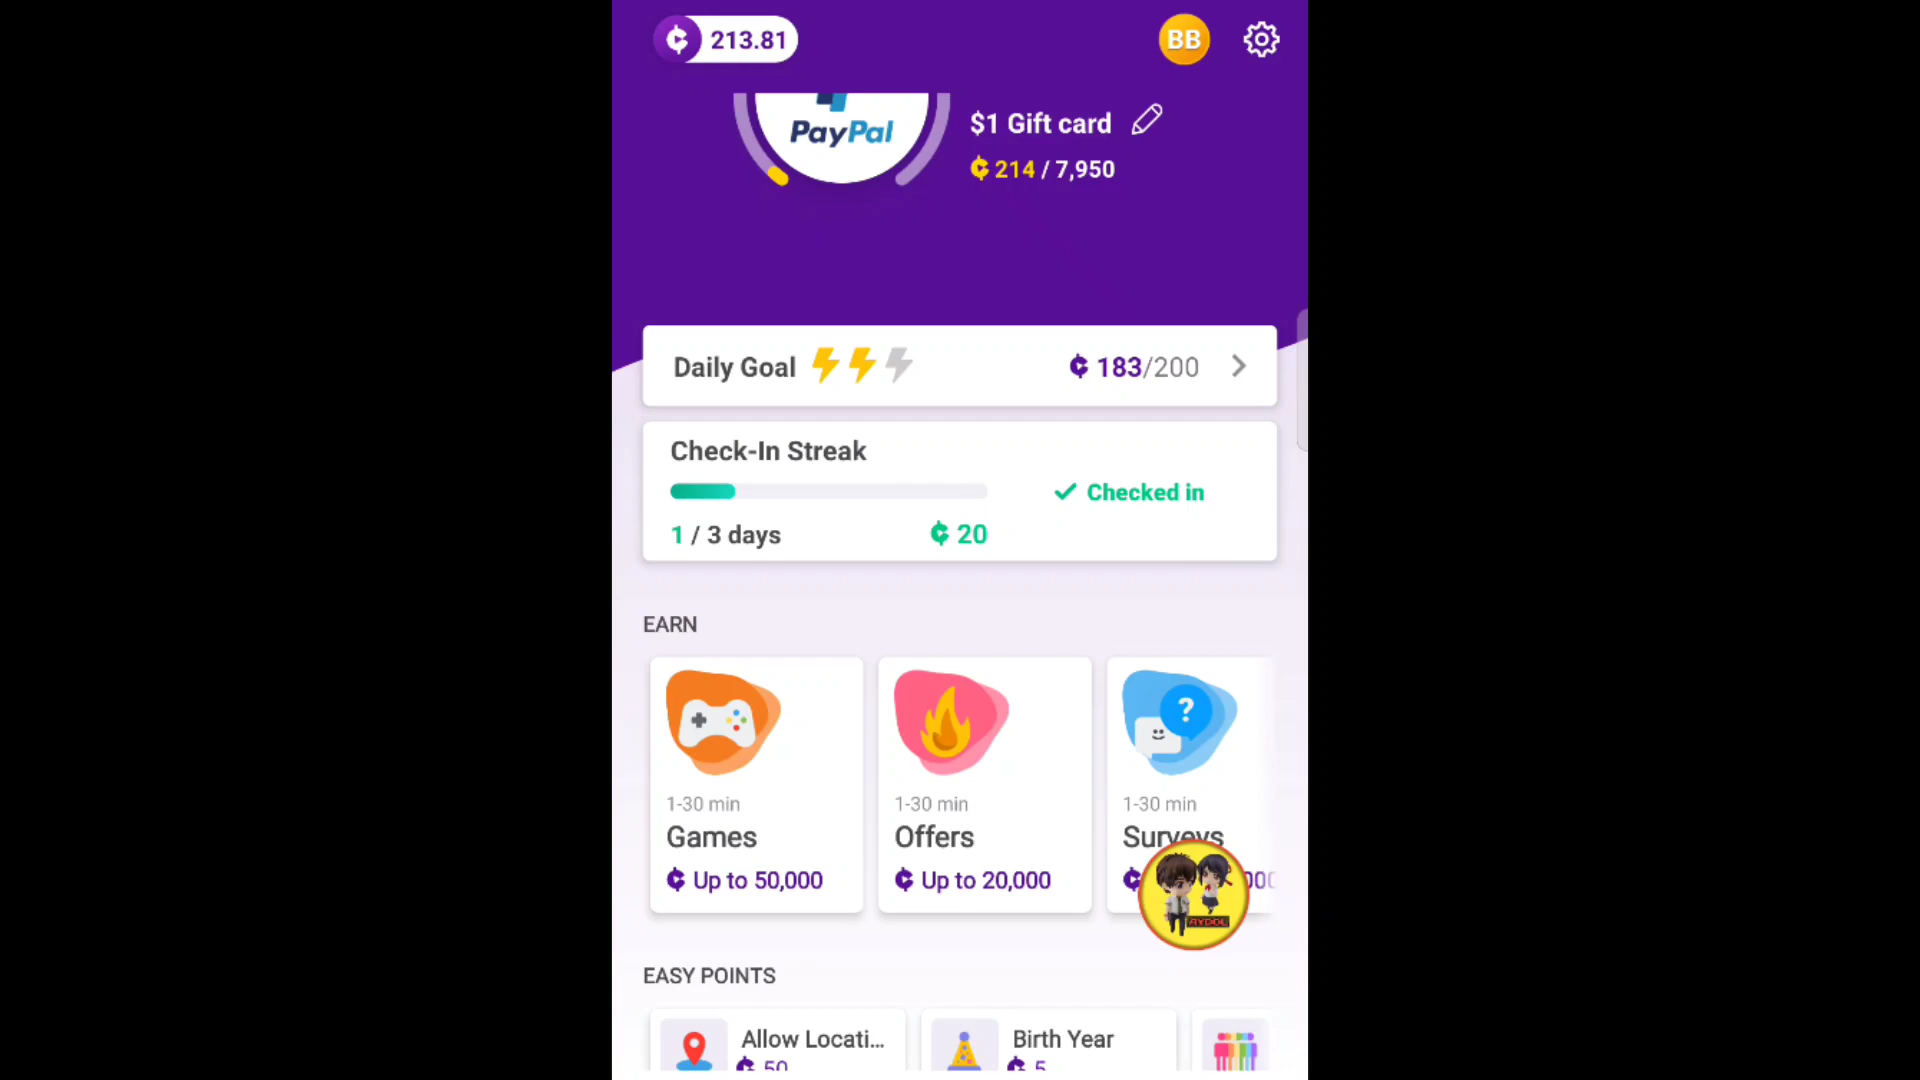 213.81
BB
PayPal
$1 Gift card
214 / 7,950
Daily Goal
183/200
Check-In Streak
Checked in
1 / 3 days
20
EARN
1-30 min
1-30 min
1-30 min
Games
Offers
Surveys
Up to 50,000
Up to 20,000
EASY POINTS
Allow Locati...
Birth Year
50
5